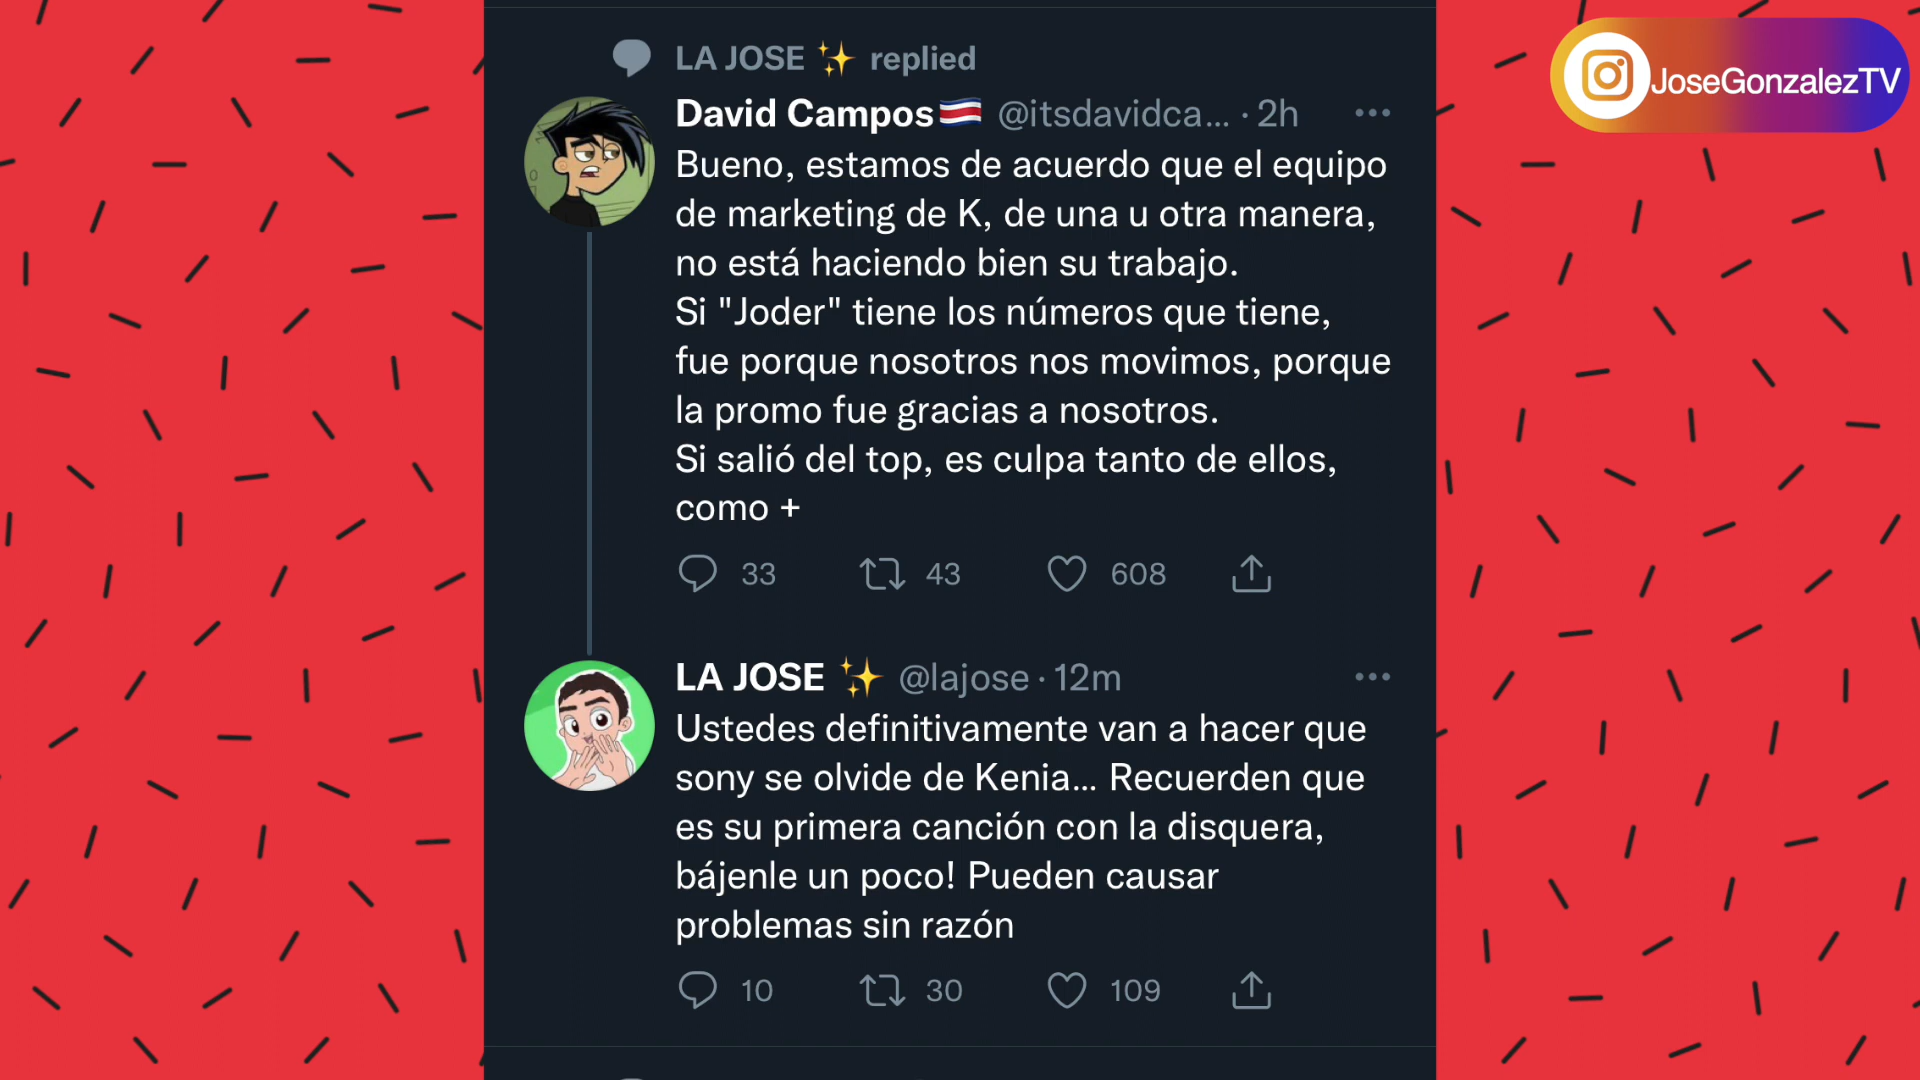 LA JOSE ✨ replied
David Campos🇨🇷 @itsdavidca... · 2h
Bueno, estamos de acuerdo que el equipo
de marketing de K, de una u otra manera,
no está haciendo bien su trabajo.
Si "Joder" tiene los números que tiene,
fue porque nosotros nos movimos, porque
la promo fue gracias a nosotros.
Si salió del top, es culpa tanto de ellos,
como +
33 43 608
LA JOSE ✨ @lajose · 12m
Ustedes definitivamente van a hacer que
sony se olvide de Kenia... Recuerden que
es su primera canción con la disquera,
bájenle un poco! Pueden causar
problemas sin razón
10 30 109
JoseGonzalezTV